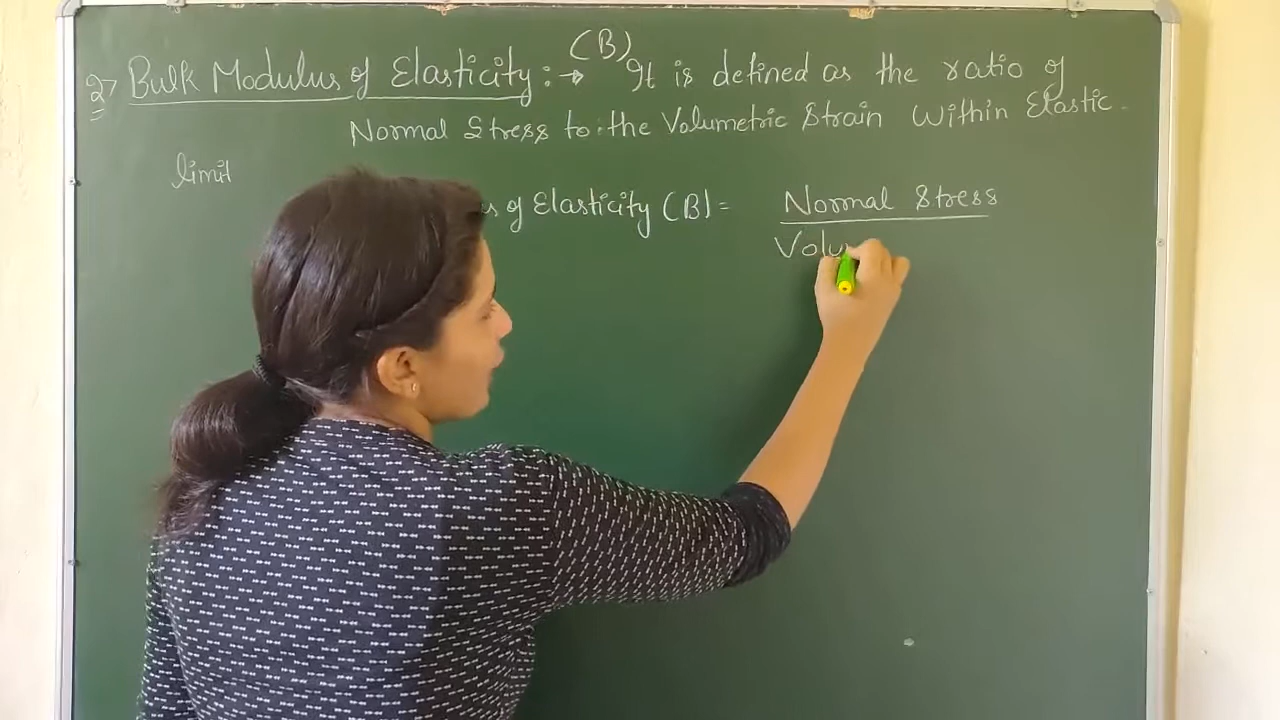 2) Bulk Modulus of Elasticity :→ (B) It is defined as the ratio of
Normal Stress to the Volumetric Strain Within Elastic
limit
of Elasticity (B) = Normal Stress
Volu